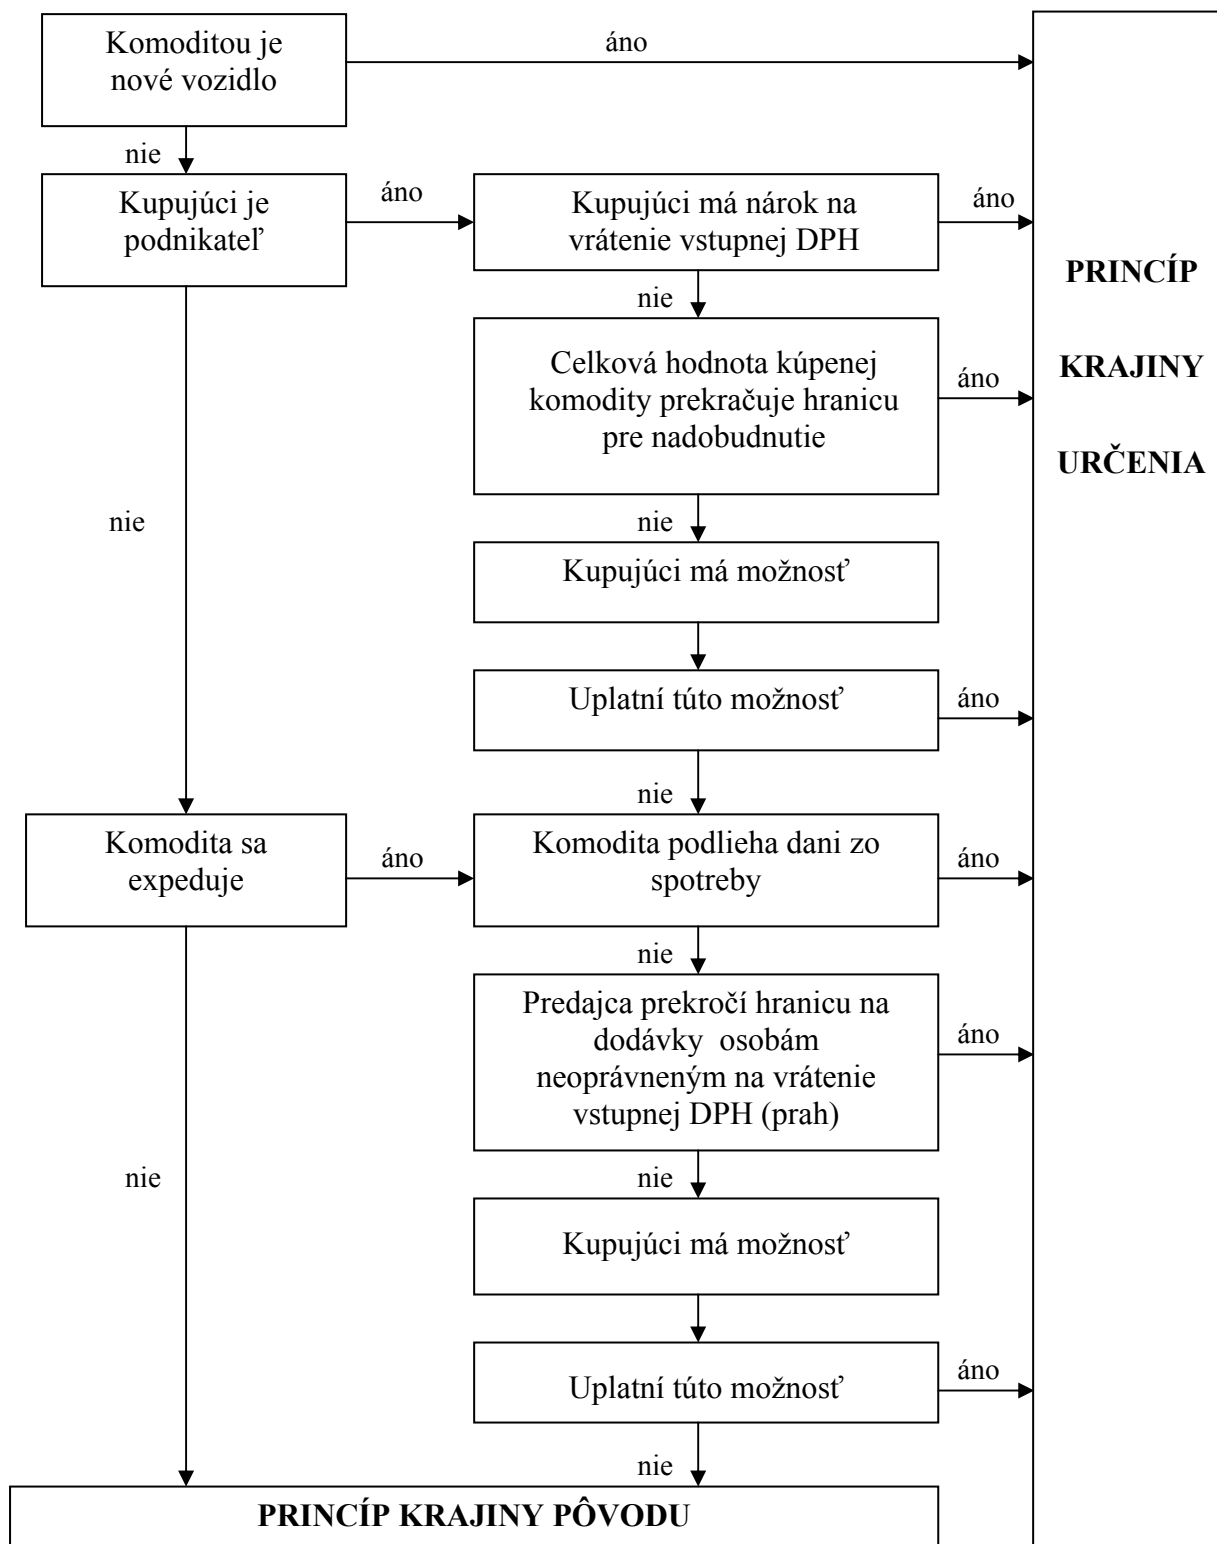 Komoditou je
nové vozidlo
áno
nie
Kupujúci je
podnikateľ
áno
Kupujúci má nárok na
vrátenie vstupnej DPH
áno
nie
Celková hodnota kúpenej
komodity prekračuje hranicu
pre nadobudnutie
áno
PRINCÍP
KRAJINY
URČENIA
nie
nie
Kupujúci má možnosť
Uplatní túto možnosť
áno
nie
Komodita sa
expeduje
áno
Komodita podlieha dani zo
spotreby
áno
nie
Predajca prekročí hranicu na
dodávky osobám
neoprávneným na vrátenie
vstupnej DPH (prah)
áno
nie
nie
Kupujúci má možnosť
Uplatní túto možnosť
áno
nie
PRINCÍP KRAJINY PÔVODU